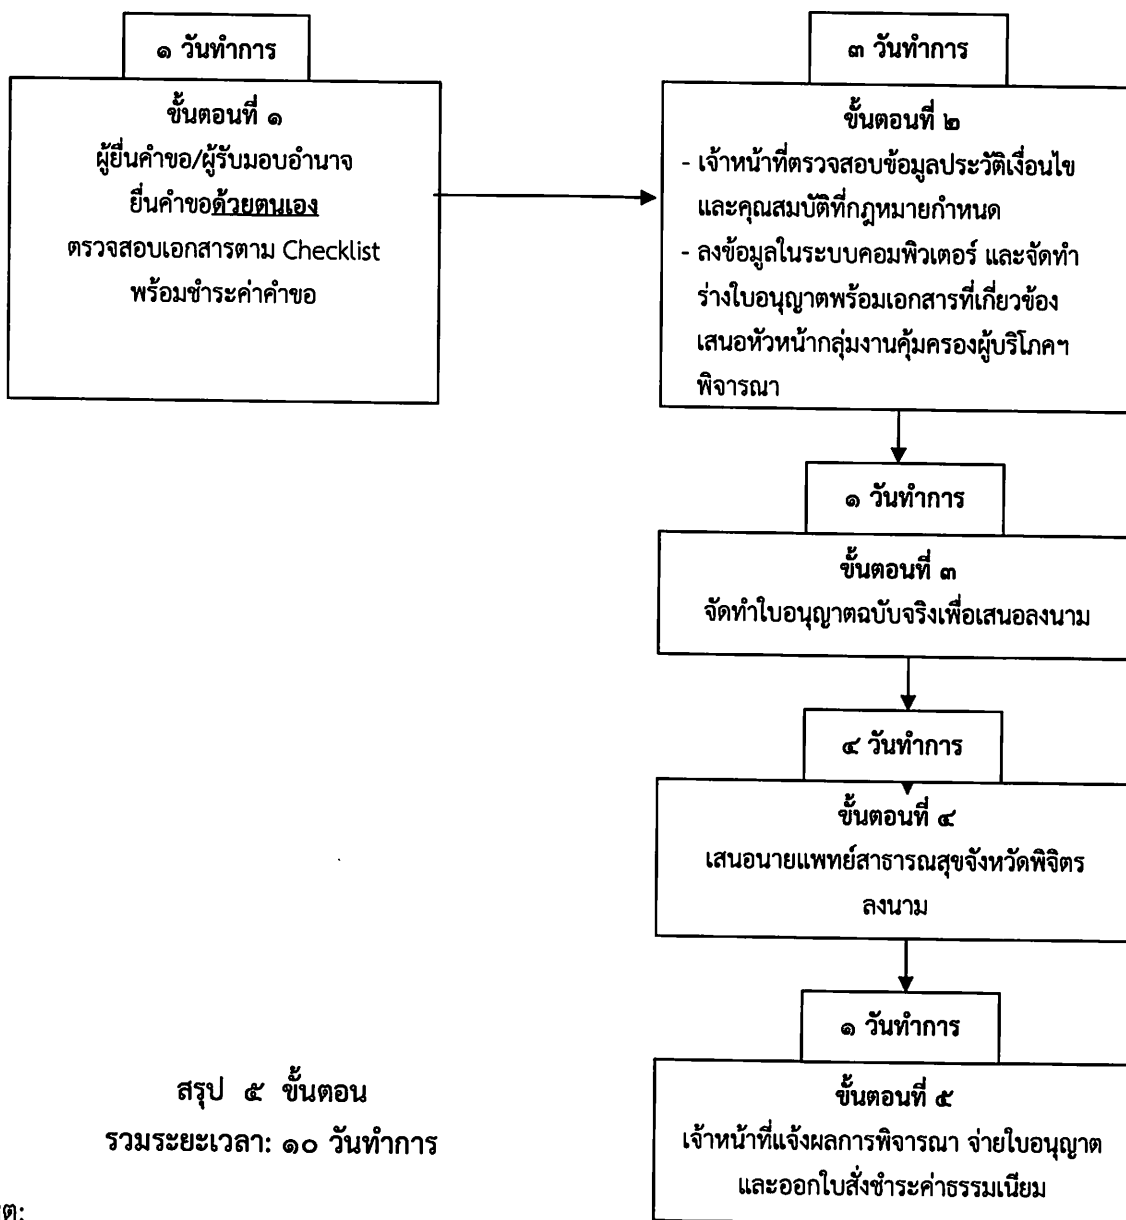 ๑ วันทำการ
ขั้นตอนที่ ๑
ผู้ยื่นคำขอ/ผู้รับมอบอำนาจ
ยื่นคำขอด้วยตนเอง
ตรวจสอบเอกสารตาม Checklist
พร้อมชำระค่าคำขอ
๓ วันทำการ
ขั้นตอนที่ ๒
- เจ้าหน้าที่ตรวจสอบข้อมูลประวัติเงื่อนไข
และคุณสมบัติที่กฎหมายกำหนด
- ลงข้อมูลในระบบคอมพิวเตอร์ และจัดทำ
ร่างใบอนุญาตพร้อมเอกสารที่เกี่ยวข้อง
เสนอหัวหน้ากลุ่มงานคุ้มครองผู้บริโภคฯ
พิจารณา
๑ วันทำการ
ขั้นตอนที่ ๓
จัดทำใบอนุญาตฉบับจริงเพื่อเสนอลงนาม
๔ วันทำการ
ขั้นตอนที่ ๔
เสนอนายแพทย์สาธารณสุขจังหวัดพิจิตร
ลงนาม
๑ วันทำการ
ขั้นตอนที่ ๕
เจ้าหน้าที่แจ้งผลการพิจารณา จ่ายใบอนุญาต
และออกใบสั่งชำระค่าธรรมเนียม
สรุป ๕ ขั้นตอน
รวมระยะเวลา: ๑๐ วันทำการ